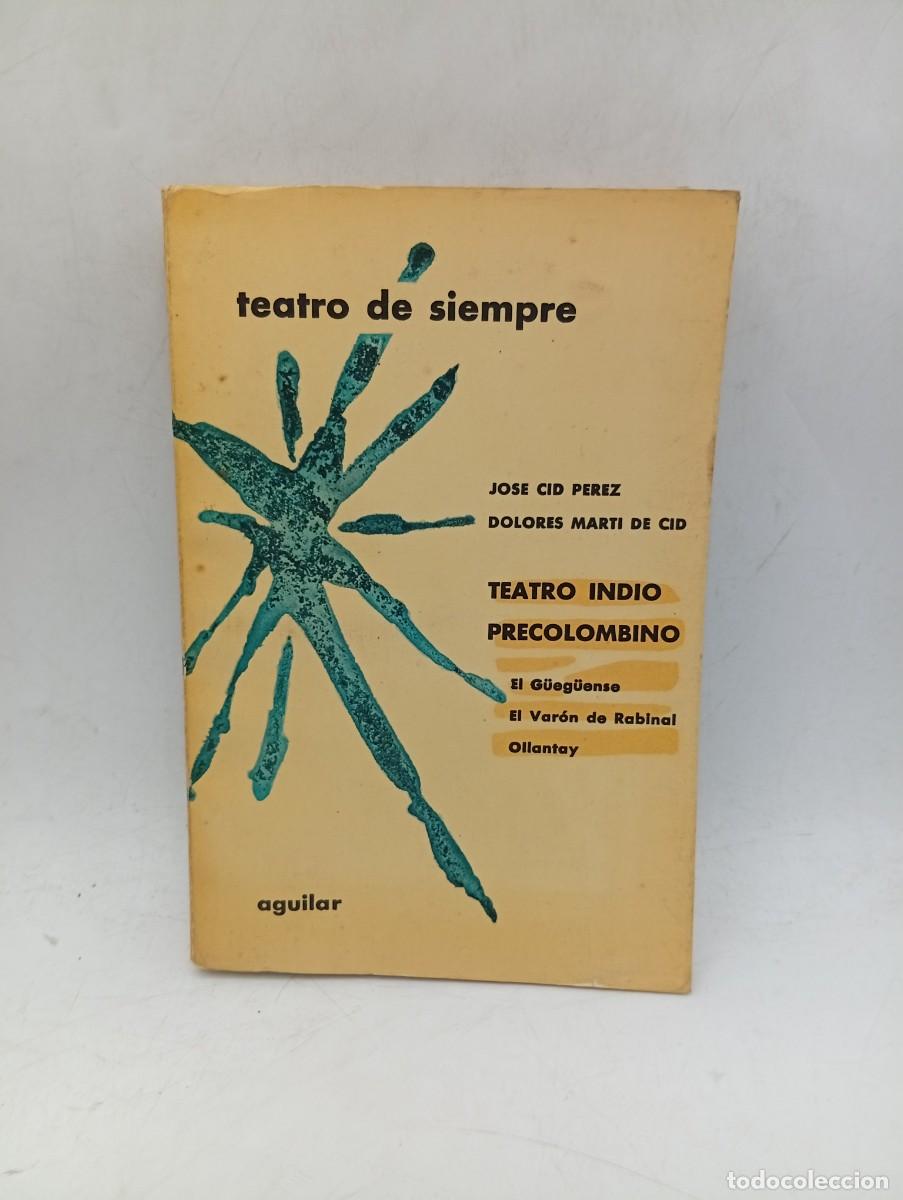 teatro de siempre
JOSE CID PEREZ
DOLORES MARTI DE CID
TEATRO INDIO
PRECOLOMBINO
El Güegüense
El Varón de Rabinal
Ollantay
aguilar
todocoleccion